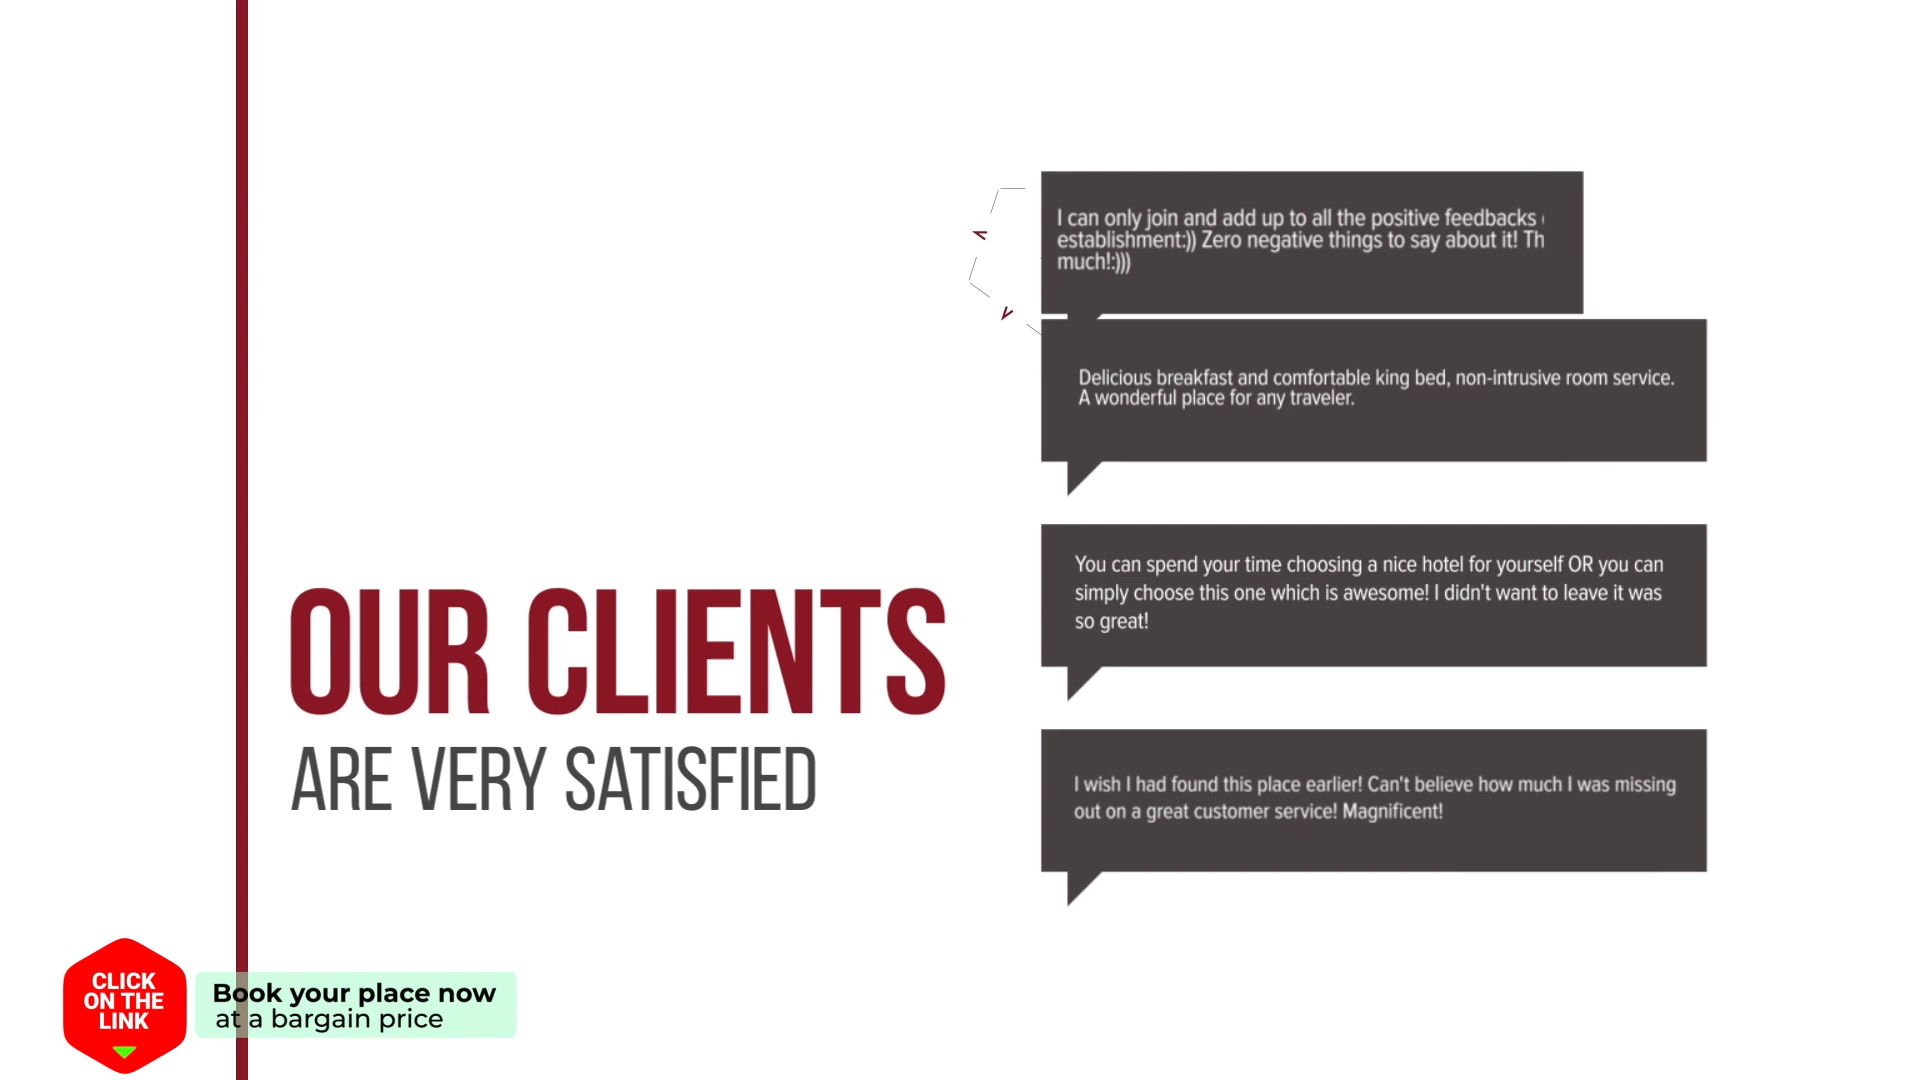 I can only join and add up to all the positive feedbacks
establishment:)) Zero negative things to say about it! Th
much!:)))
Delicious breakfast and comfortable king bed, non-intrusive room service.
A wonderful place for any traveler.
You can spend your time choosing a nice hotel for yourself OR you can
simply choose this one which is awesome! I didn't want to leave it was
so great!
I wish I had found this place earlier! Can't believe how much I was missing
out on a great customer service! Magnificent!
OUR CLIENTS
ARE VERY SATISFIED
CLICK
ON THE
LINK
Book your place now
at a bargain price